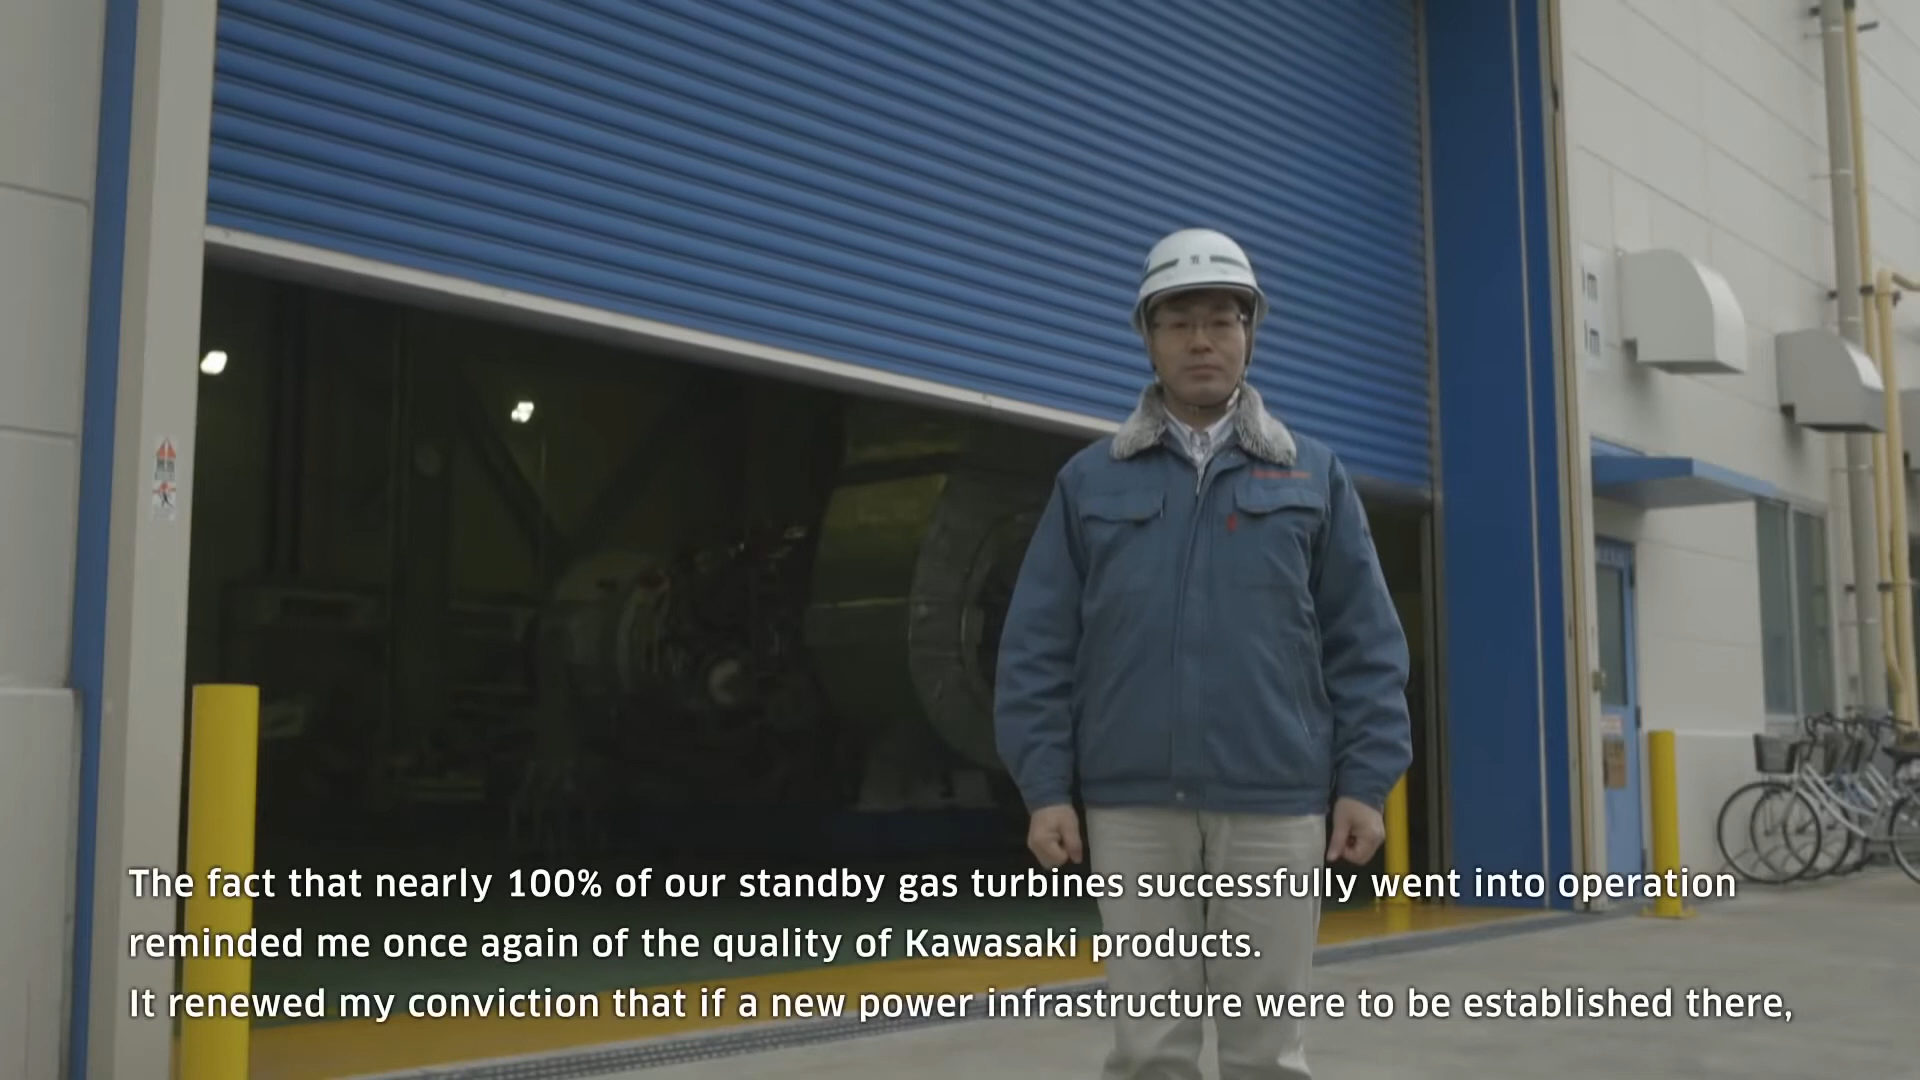 The fact that nearly 100% of our standby gas turbines successfully went into operation
reminded me once again of the quality of Kawasaki products.
It renewed my conviction that if a new power infrastructure were to be established there,